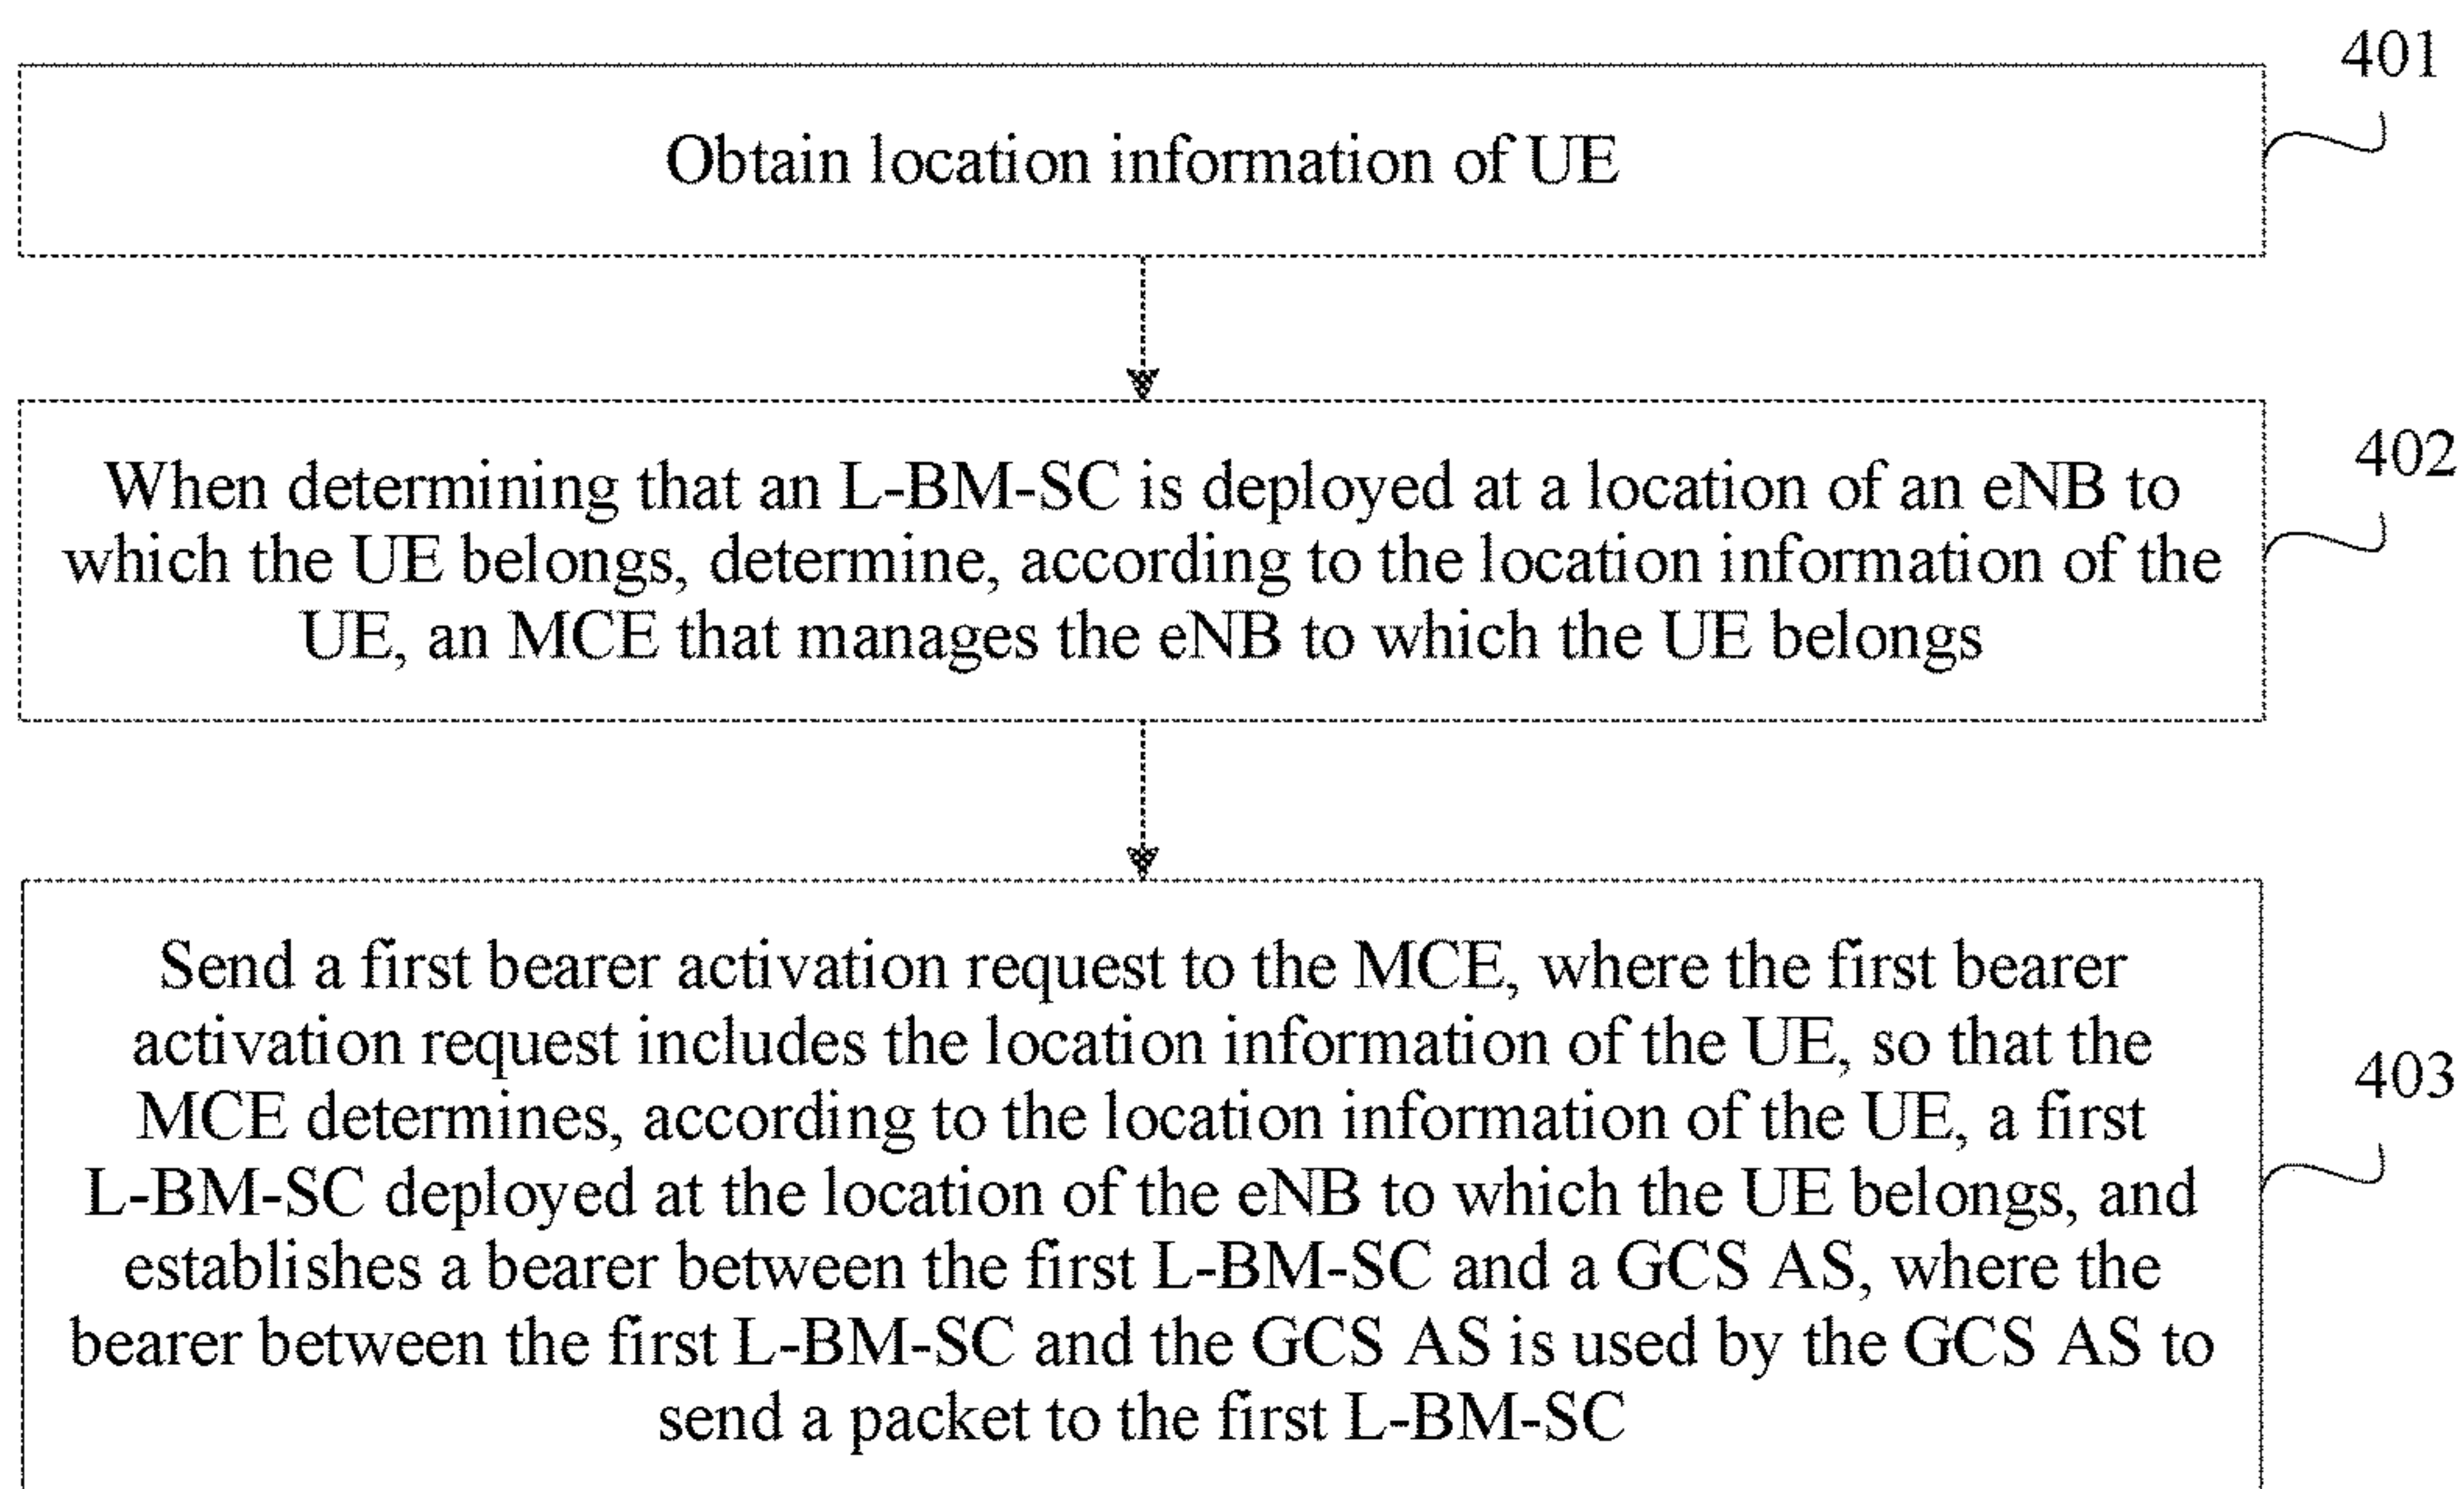 401
Obtain location information of UE
402
When determining that an L-BM-SC is deployed at a location of an eNB to
which the UE belongs, determine, according to the location information of the
UE, an MCE that manages the eNB to which the UE belongs
403
Send a first bearer activation request to the MCE, where the first bearer
activation request includes the location information of the UE, so that the
MCE determines, according to the location information of the UE, a first
L-BM-SC deployed at the location of the eNB to which the UE belongs, and
establishes a bearer between the first L-BM-SC and a GCS AS, where the
bearer between the first L-BM-SC and the GCS AS is used by the GCS AS to
send a packet to the first L-BM-SC